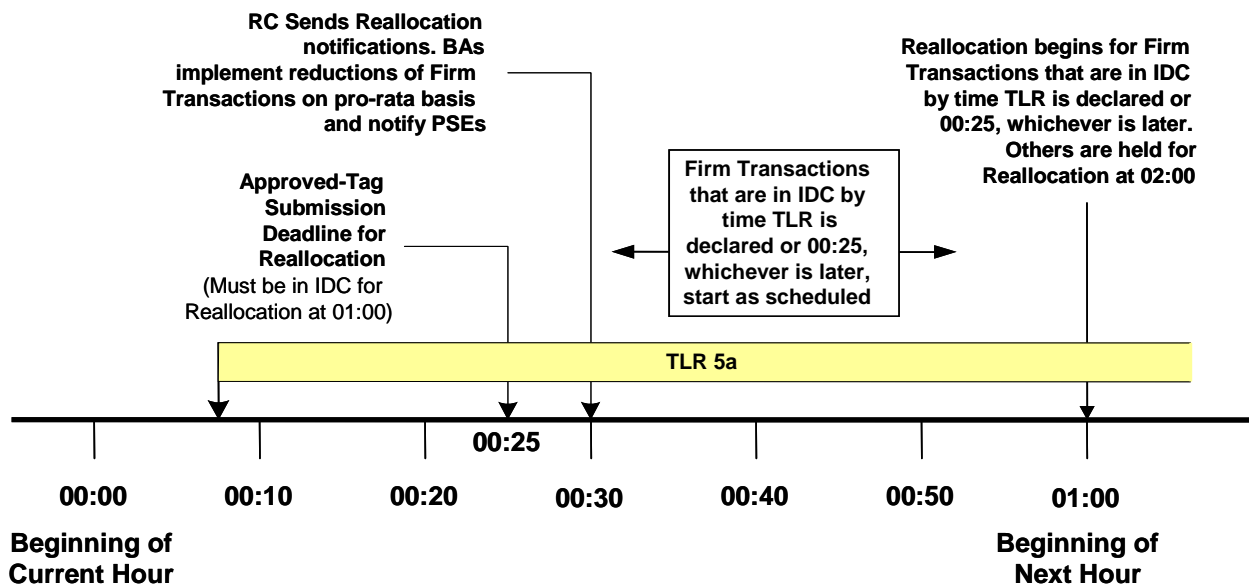 RC Sends Reallocation
notifications. BAs
implement reductions of Firm
Transactions on pro-rata basis
and notify PSEs
Reallocation begins for Firm
Transactions that are in IDC
by time TLR is declared or
00:25, whichever is later.
Others are held for
Reallocation at 02:00
Approved-Tag
Submission
Deadline for
Reallocation
(Must be in IDC for
Reallocation at 01:00)
Firm Transactions
that are in IDC by
time TLR is
declared or 00:25,
whichever is later,
start as scheduled
TLR 5a
00:25
00:00
00:10
00:20
00:30
00:40
00:50
01:00
Beginning of
Current Hour
Beginning of
Next Hour